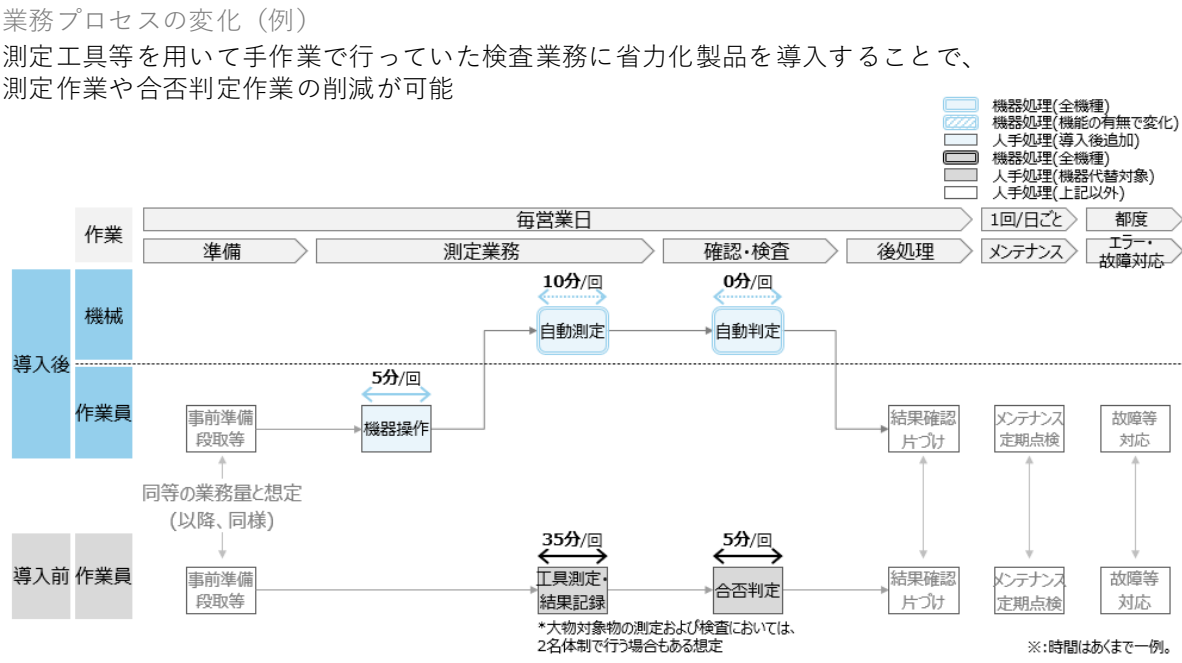 業務プロセスの変化（例）
測定工具等を用いて手作業で行っていた検査業務に省力化製品を導入することで、
測定作業や合否判定作業の削減が可能
機器処理(全機種)
機器処理(機能の有無で変化)
人手処理(導入後追加)
機器処理(全機種)
人手処理(機器代替対象)
人手処理(上記以外)
作業
毎営業日
1回/日ごと
都度
準備
測定業務
確認・検査
後処理
メンテナンス
エラー・
故障対応
導入後
機械
10分/回
0分/回
自動測定
自動判定
作業員
5分/回
事前準備
段取等
機器操作
結果確認
片づけ
メンテナンス
定期点検
故障等
対応
同等の業務量と想定
(以降、同様)
導入前
作業員
35分/回
5分/回
事前準備
段取等
工具測定・
結果記録
合否判定
結果確認
片づけ
メンテナンス
定期点検
故障等
対応
*大物対象物の測定および検査においては、
2名体制で行う場合もある想定
※:時間はあくまで一例。